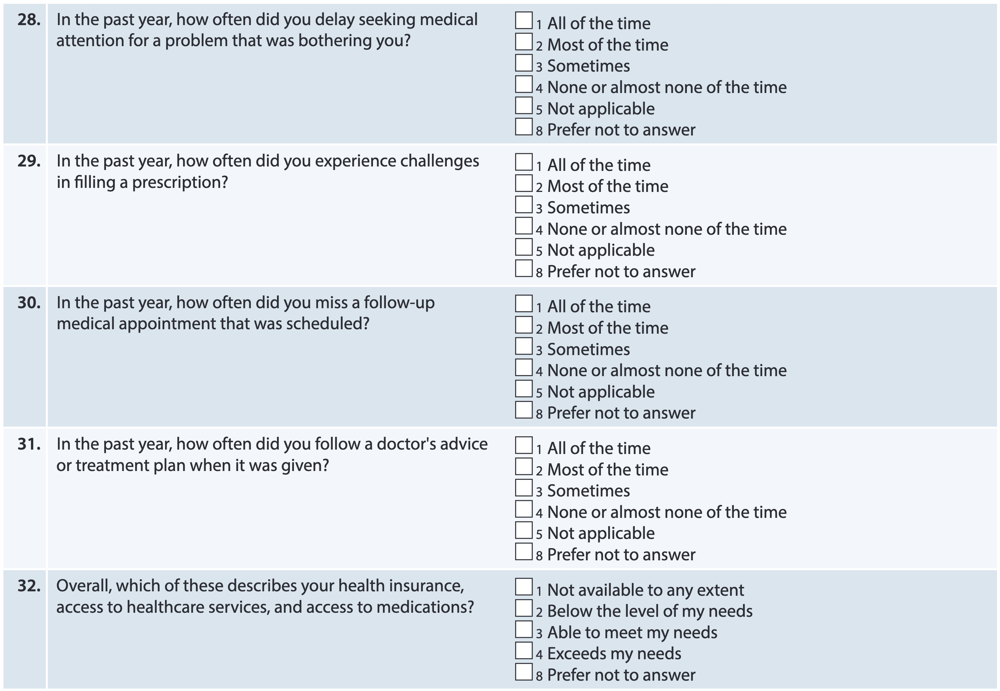 28. In the past year, how often did you delay seeking medical
attention for a problem that was bothering you?
1 All of the time
2 Most of the time
3 Sometimes
4 None or almost none of the time
5 Not applicable
8 Prefer not to answer
29. In the past year, how often did you experience challenges
in filling a prescription?
1 All of the time
2 Most of the time
3 Sometimes
4 None or almost none of the time
5 Not applicable
8 Prefer not to answer
30. In the past year, how often did you miss a follow-up
medical appointment that was scheduled?
1 All of the time
2 Most of the time
3 Sometimes
4 None or almost none of the time
5 Not applicable
8 Prefer not to answer
31. In the past year, how often did you follow a doctor's advice
or treatment plan when it was given?
1 All of the time
2 Most of the time
3 Sometimes
4 None or almost none of the time
5 Not applicable
8 Prefer not to answer
32. Overall, which of these describes your health insurance,
access to healthcare services, and access to medications?
1 Not available to any extent
2 Below the level of my needs
3 Able to meet my needs
4 Exceeds my needs
8 Prefer not to answer